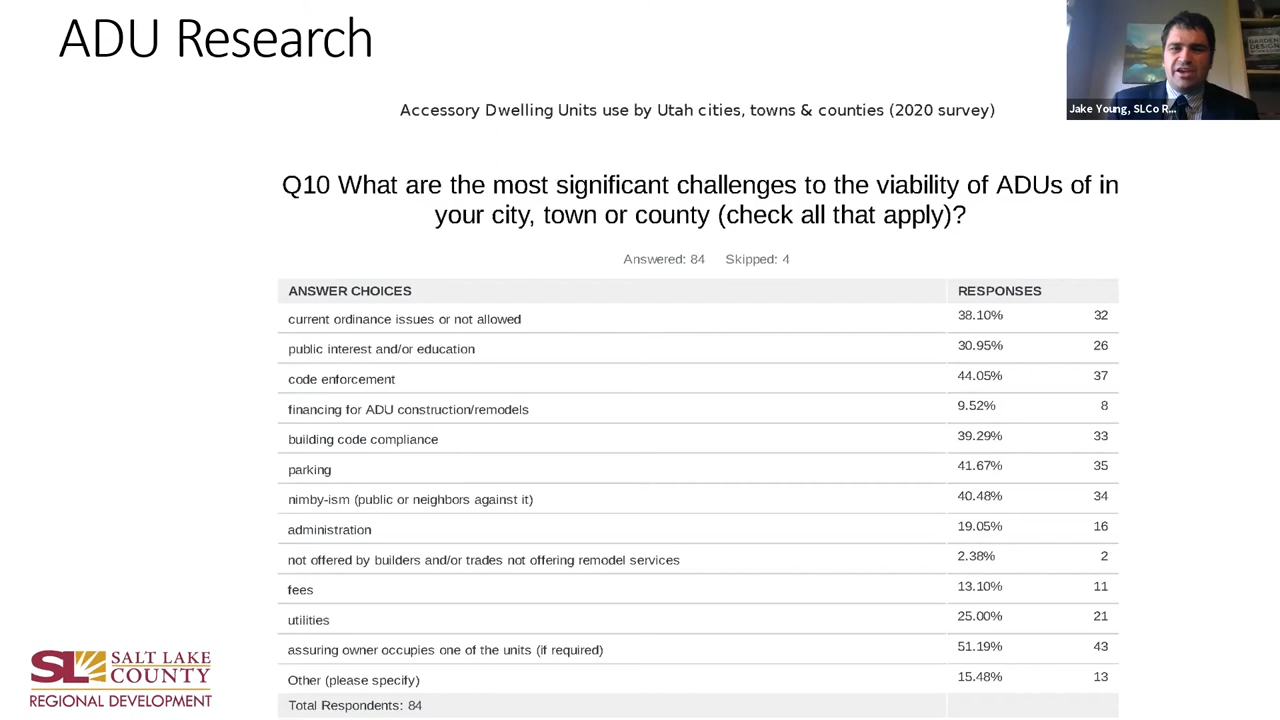 ADU Research
Jake Young, SLCo R...
Accessory Dwelling Units use by Utah cities, towns & counties (2020 survey)
Q10 What are the most significant challenges to the viability of ADUs of in
your city, town or county (check all that apply)?
Answered: 84 Skipped: 4
ANSWER CHOICES RESPONSES
current ordinance issues or not allowed 38.10% 32
public interest and/or education 30.95% 26
code enforcement 44.05% 37
financing for ADU construction/remodels 9.52% 8
building code compliance 39.29% 33
parking 41.67% 35
nimby-ism (public or neighbors against it) 40.48% 34
administration 19.05% 16
not offered by builders and/or trades not offering remodel services 2.38% 2
fees 13.10% 11
utilities 25.00% 21
assuring owner occupies one of the units (if required) 51.19% 43
Other (please specify) 15.48% 13
Total Respondents: 84
SL SALT LAKE
COUNTY
REGIONAL DEVELOPMENT
GARDEN
DESIGN